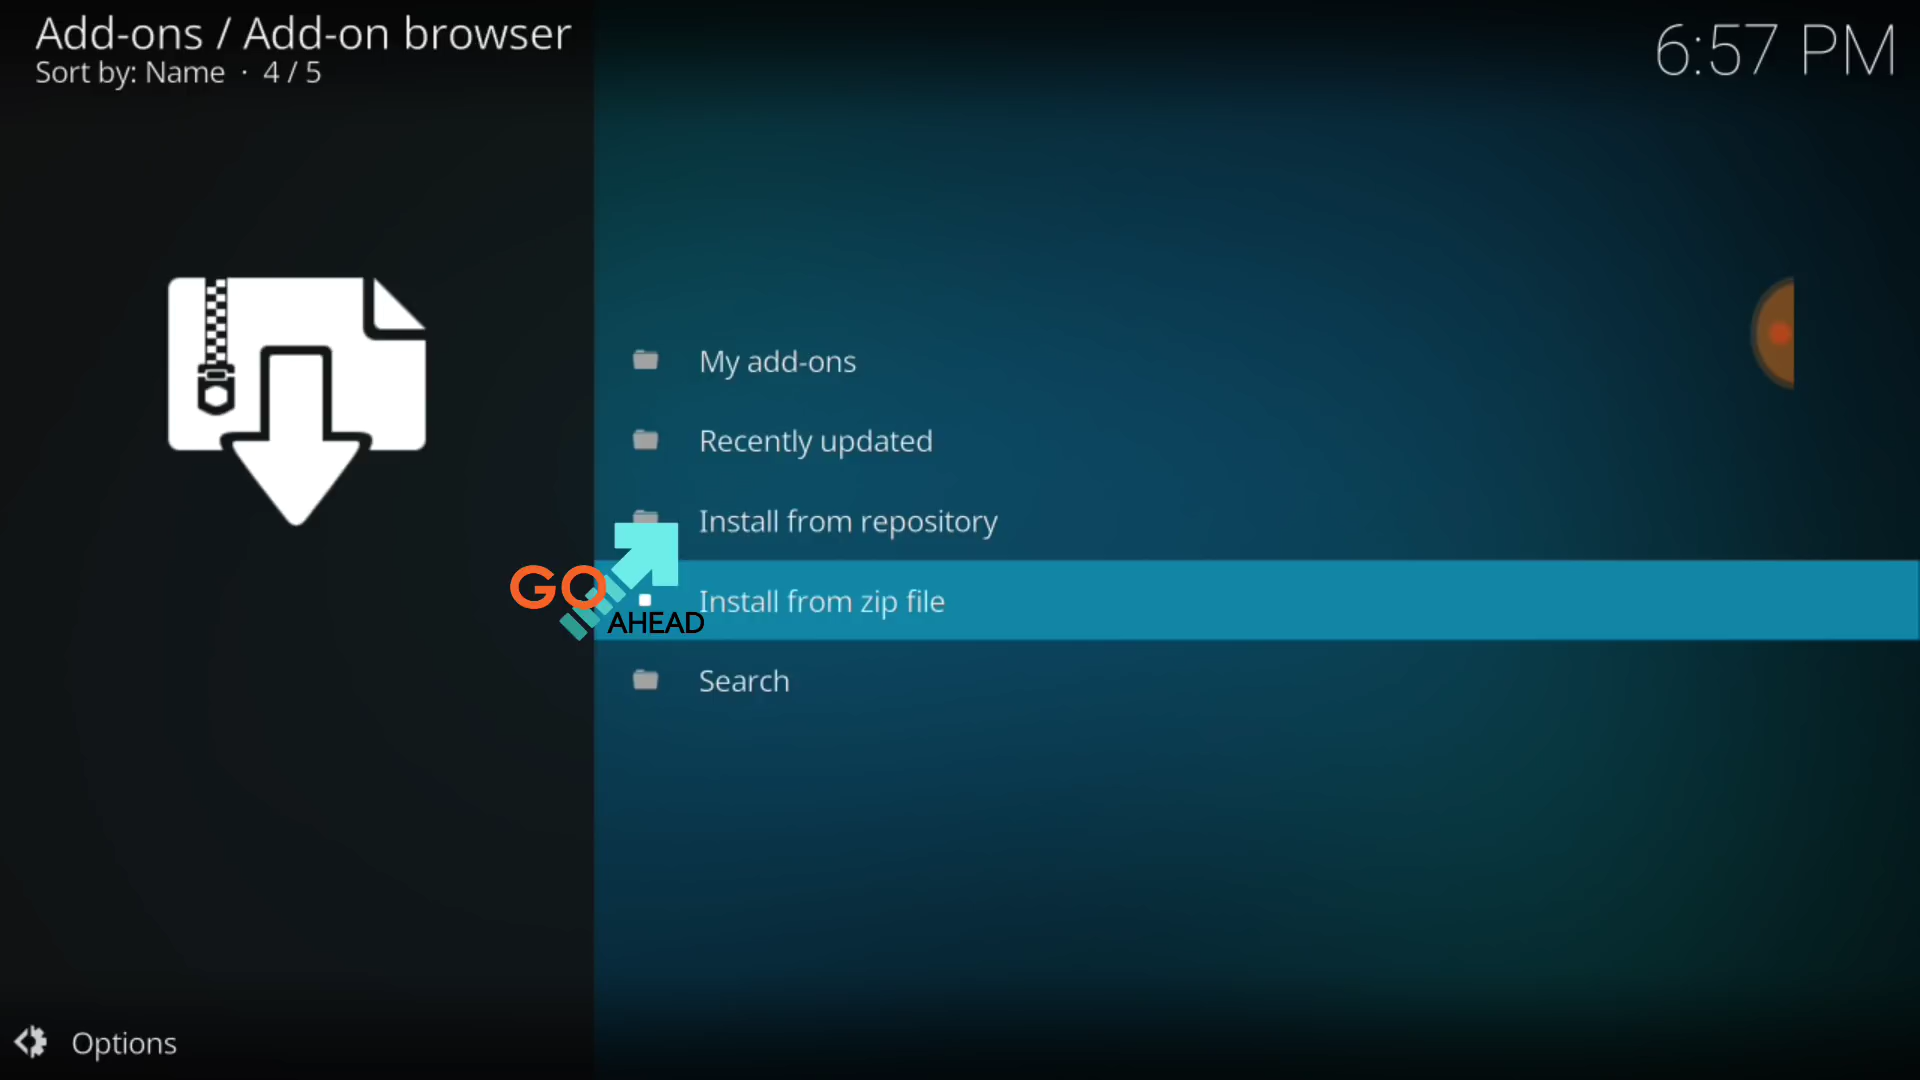 Add-ons / Add-on browser
Sort by: Name · 4 / 5
6:57 PM
My add-ons
Recently updated
Install from repository
Install from zip file
GO
AHEAD
Search
Options